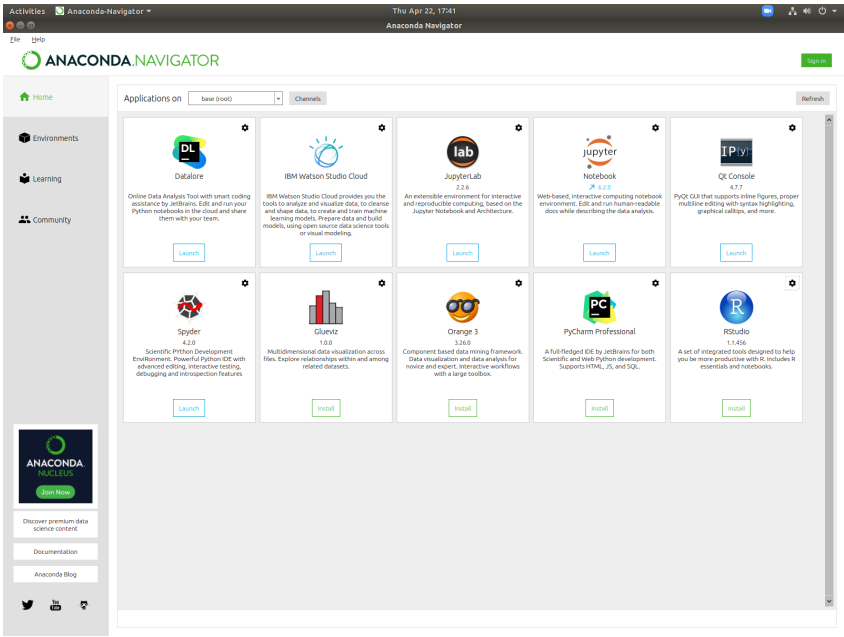 Activities
Anaconda-Navigator
Thu Apr 22, 17:41
Anaconda Navigator
File Help
ANACONDA.NAVIGATOR
Sign in
Home
Environments
Learning
Community
Applications on
base (root)
Channels
Refresh
DL
Datalore
Online Data Analysis Tool with smart coding
assistance by JetBrains. Edit and run your
Python notebooks in the cloud and share
them with your team.
Launch
IBM Watson Studio Cloud
IBM Watson Studio Cloud provides you the
tools to analyze and visualize data, to cleanse
and shape data, to create and train machine
learning models. Prepare data and build
models, using open source data science tools
or visual modeling.
Launch
lab
JupyterLab
2.2.6
An extensible environment for interactive
and reproducible computing, based on the
Jupyter Notebook and Architecture.
Launch
jupyter
Notebook
6.2.0
Web-based, interactive computing notebook
environment. Edit and run human-readable
docs while describing the data analysis.
Launch
IP[y]:
Qt Console
4.7.7
PyQt GUI that supports inline figures, proper
multiline editing with syntax highlighting,
graphical calltips, and more.
Launch
Spyder
4.2.0
Scientific PYthon Development
EnviRonment. Powerful Python IDE with
advanced editing, interactive testing,
debugging and introspection features
Launch
Glueviz
1.0.0
Multidimensional data visualization across
files. Explore relationships within and among
related datasets.
Install
Orange 3
3.26.0
Component based data mining framework.
Data visualization and data analysis for
novice and expert. Interactive workflows
with a large toolbox.
Install
PC
PyCharm Professional
A full-fledged IDE by JetBrains for both
Scientific and Web Python development.
Supports HTML, JS, and SQL.
Install
R
RStudio
1.1.456
A set of integrated tools designed to help
you be more productive with R. Includes R
essentials and notebooks.
Install
ANACONDA.
NUCLEUS
Join Now
Discover premium data
science content
Documentation
Anaconda Blog
You
Tube